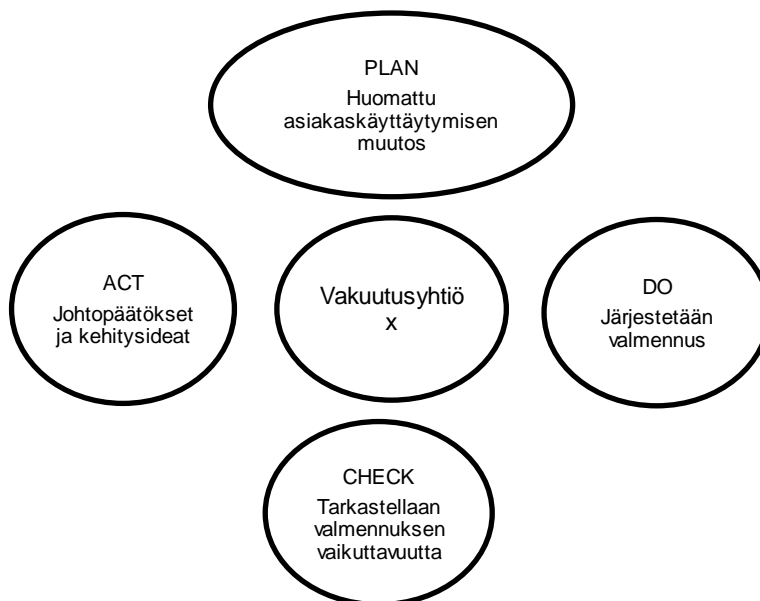 PLAN
Huomattu
asiakaskäyttäytymisen
muutos
ACT
Johtopäätökset
ja kehitysideat
Vakuutusyhtiö
x
DO
Järjestetään
valmennus
CHECK
Tarkastellaan
valmennuksen
vaikuttavuutta